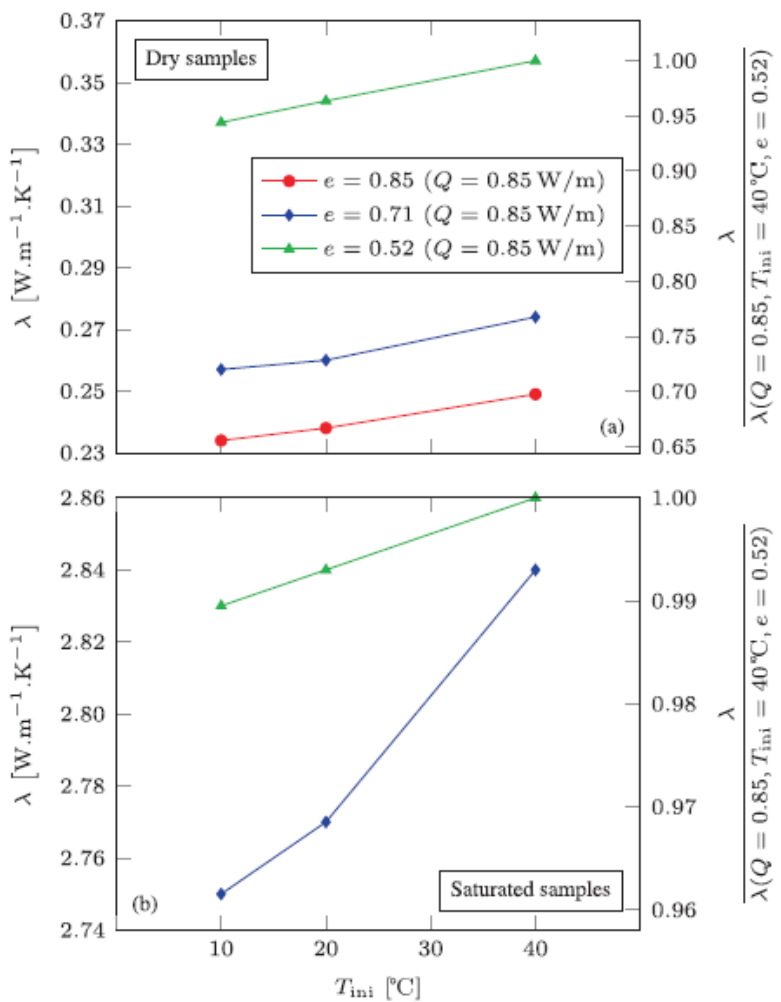 0.37
0.35
0.33
0.31
0.29
0.27
0.25
0.23
λ [W.m⁻¹.K⁻¹]
Dry samples
e = 0.85 (Q = 0.85 W/m)
e = 0.71 (Q = 0.85 W/m)
e = 0.52 (Q = 0.85 W/m)
(a)
1.00
0.95
0.90
0.85
0.80
0.75
0.70
0.65
λ
λ(Q = 0.85, Tini = 40 ℃, e = 0.52)
2.86
2.84
2.82
2.80
2.78
2.76
2.74
λ [W.m⁻¹.K⁻¹]
(b)
Saturated samples
1.00
0.99
0.98
0.97
0.96
λ
λ(Q = 0.85, Tini = 40℃, e = 0.52)
10
20
30
40
Tini [℃]